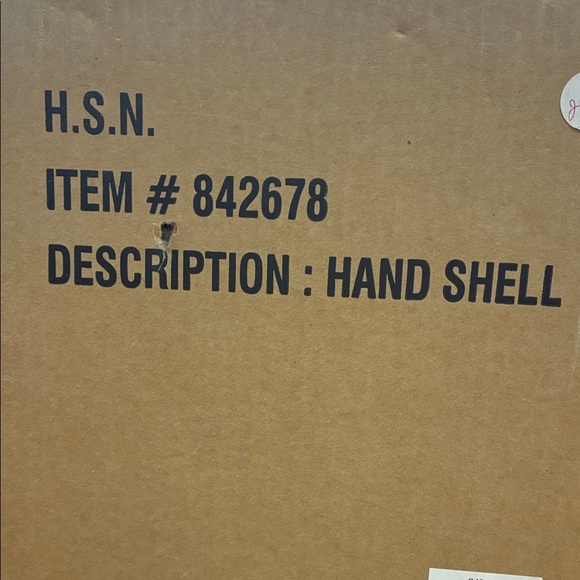 H.S.N.
ITEM # 842678
DESCRIPTION : HAND SHELL